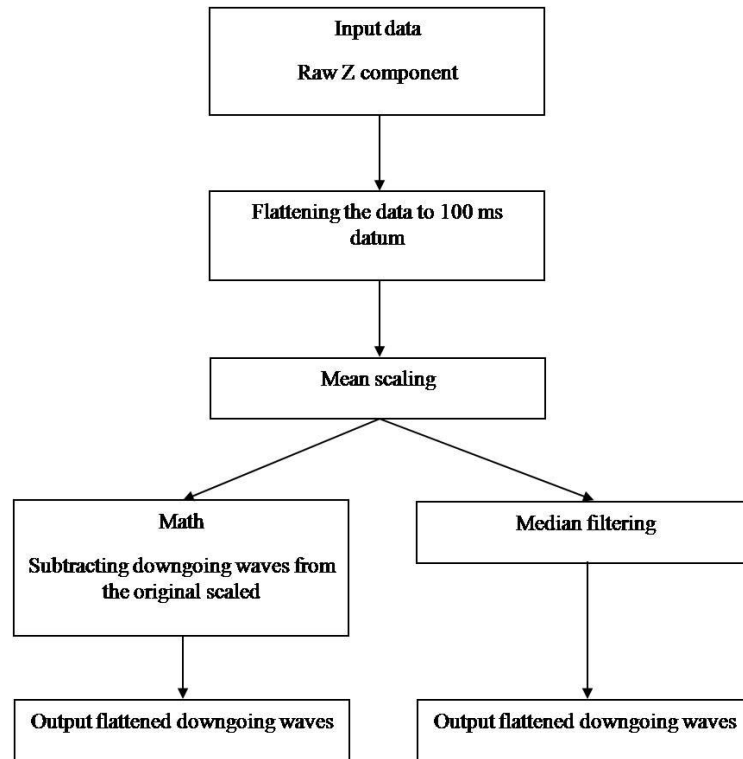 Input data
Raw Z component
Flattening the data to 100 ms
datum
Mean scaling
Math
Subtracting downgoing waves from
the original scaled
Median filtering
Output flattened downgoing waves
Output flattened downgoing waves